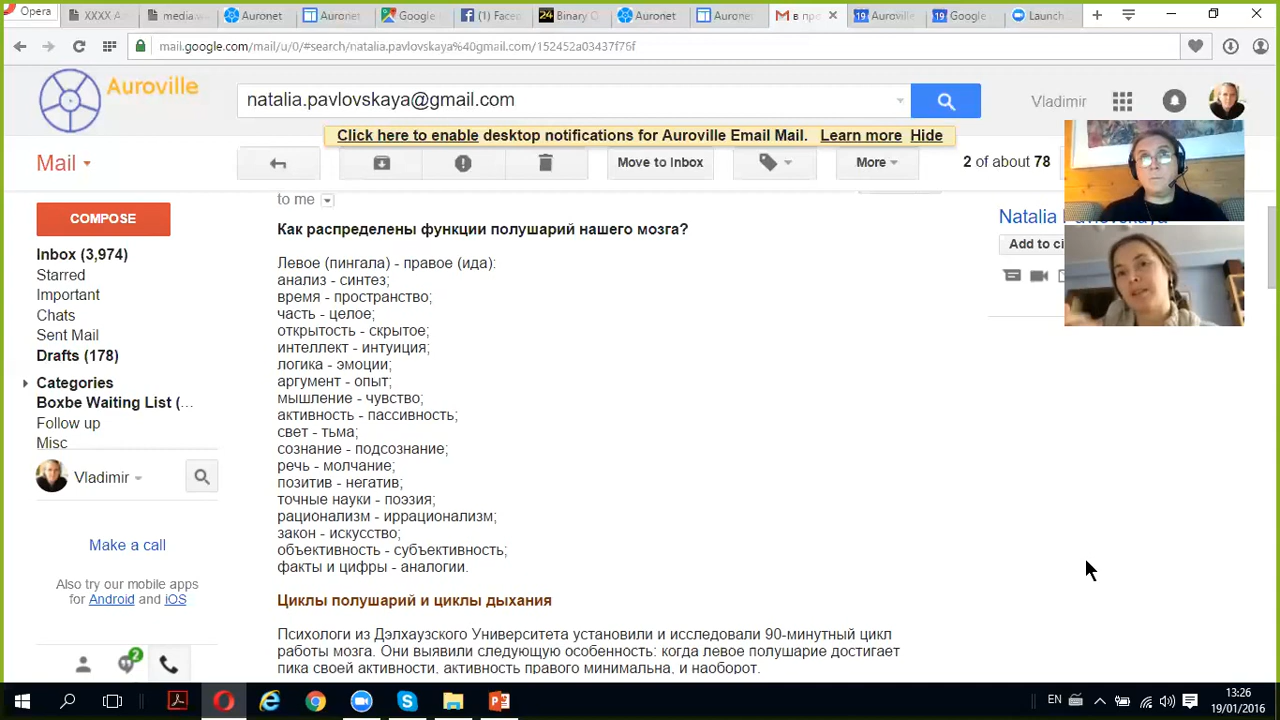 Opera
XXXX A
media.w
Auronet
Aurone
Google
(1) Face
Binary O
Auronet
Aurone
в про
Auroville
Google
Launch
mail.google.com/mail/u/0/#search/natalia.pavlovskaya%40gmail.com/152452a03437f76f
Auroville
natalia.pavlovskaya@gmail.com
Vladimir
Click here to enable desktop notifications for Auroville Email Mail. Learn more Hide
Mail
Move to Inbox
More
2 of about 78
to me
COMPOSE
Natalia
Как распределены функции полушарий нашего мозга?
Add to ci
Inbox (3,974)
Starred
Important
Chats
Sent Mail
Drafts (178)
Categories
Boxbe Waiting List (...
Follow up
Misc
Vladimir
Make a call
Also try our mobile apps
for Android and iOS
2
Левое (пингала) - правое (ида):
анализ - синтез;
время - пространство;
часть - целое;
открытость - скрытое;
интеллект - интуиция;
логика - эмоции;
аргумент - опыт;
мышление - чувство;
активность - пассивность;
свет - тьма;
сознание - подсознание;
речь - молчание;
позитив - негатив;
точные науки - поэзия;
рационализм - иррационализм;
закон - искусство;
объективность - субъективность;
факты и цифры - аналогии.
Циклы полушарий и циклы дыхания
Психологи из Дэлхаузского Университета установили и исследовали 90-минутный цикл
работы мозга. Они выявили следующую особенность: когда левое полушарие достигает
пика своей активности, активность правого минимальна, и наоборот.
EN
13:26
19/01/2016